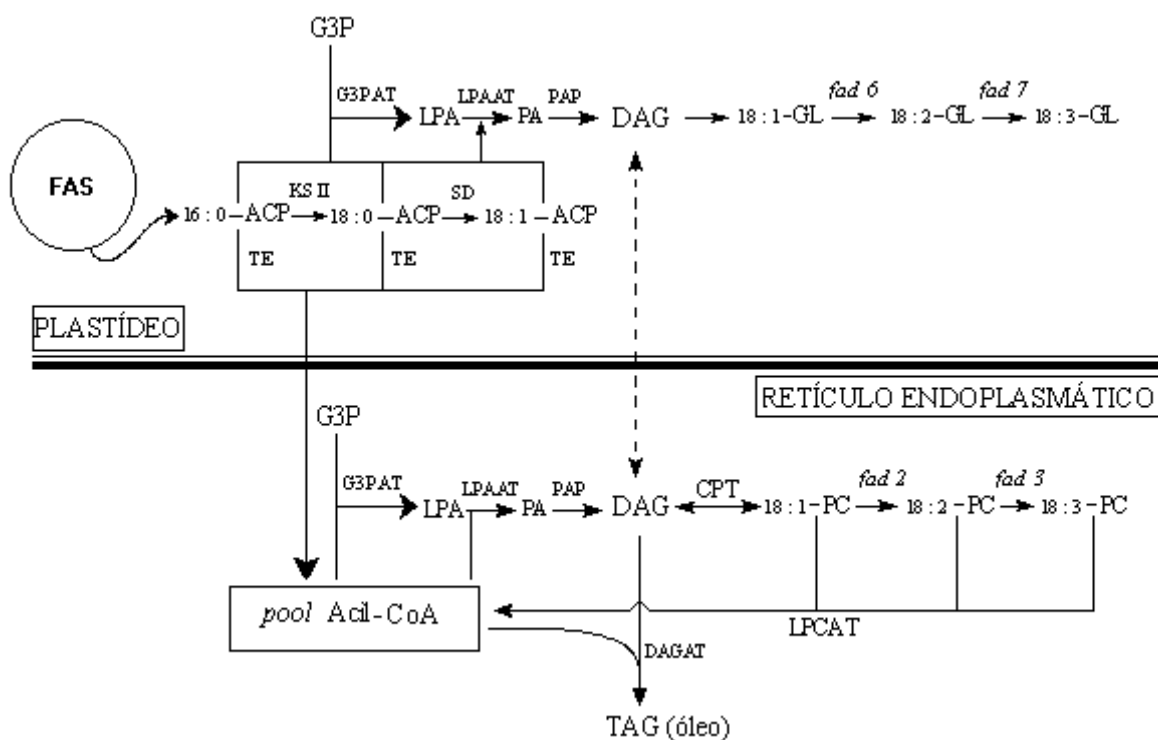 G3P
fad 6 fad 7
G3PAT LPAAT PAP
LPA PA DAG 18 : 1-GL 18 : 2-GL 18 : 3-GL
FAS
KS II SD
16 : 0-ACP 18 : 0-ACP 18 : 1-ACP
TE TE TE
PLASTÍDEO
RETÍCULO ENDOPLASMÁTICO
G3P
G3PAT LPAAT PAP CPT fad 2 fad 3
LPA PA DAG 18 : 1-PC 18 : 2-PC 18 : 3-PC
pool Acil-CoA
LPCAT
DAGAT
TAG (óleo)